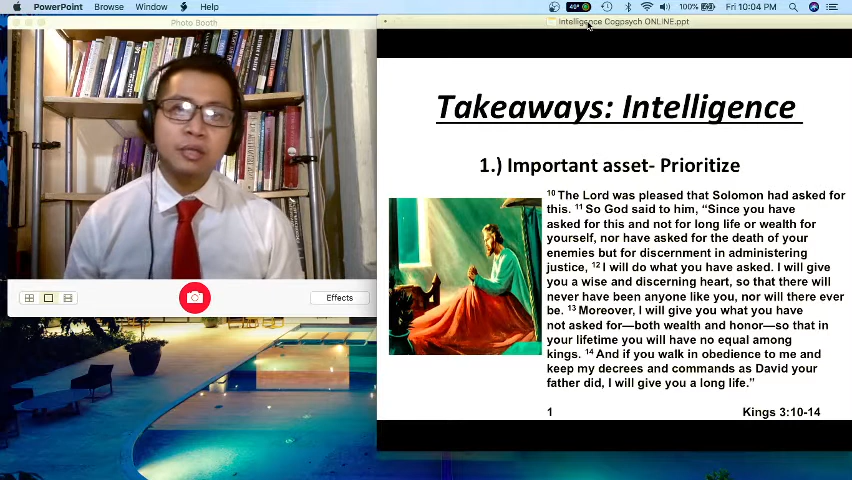 PowerPoint Browse Window Help
49° 100% Fri 10:04 PM
Photo Booth
Intelligence Cogpsych ONLINE.ppt
Effects
Takeaways: Intelligence
1.) Important asset- Prioritize
10 The Lord was pleased that Solomon had asked for
this. 11 So God said to him, “Since you have
asked for this and not for long life or wealth for
yourself, nor have asked for the death of your
enemies but for discernment in administering
justice, 12 I will do what you have asked. I will give
you a wise and discerning heart, so that there will
never have been anyone like you, nor will there ever
be. 13 Moreover, I will give you what you have
not asked for—both wealth and honor—so that in
your lifetime you will have no equal among
kings. 14 And if you walk in obedience to me and
keep my decrees and commands as David your
father did, I will give you a long life.”
1 Kings 3:10-14